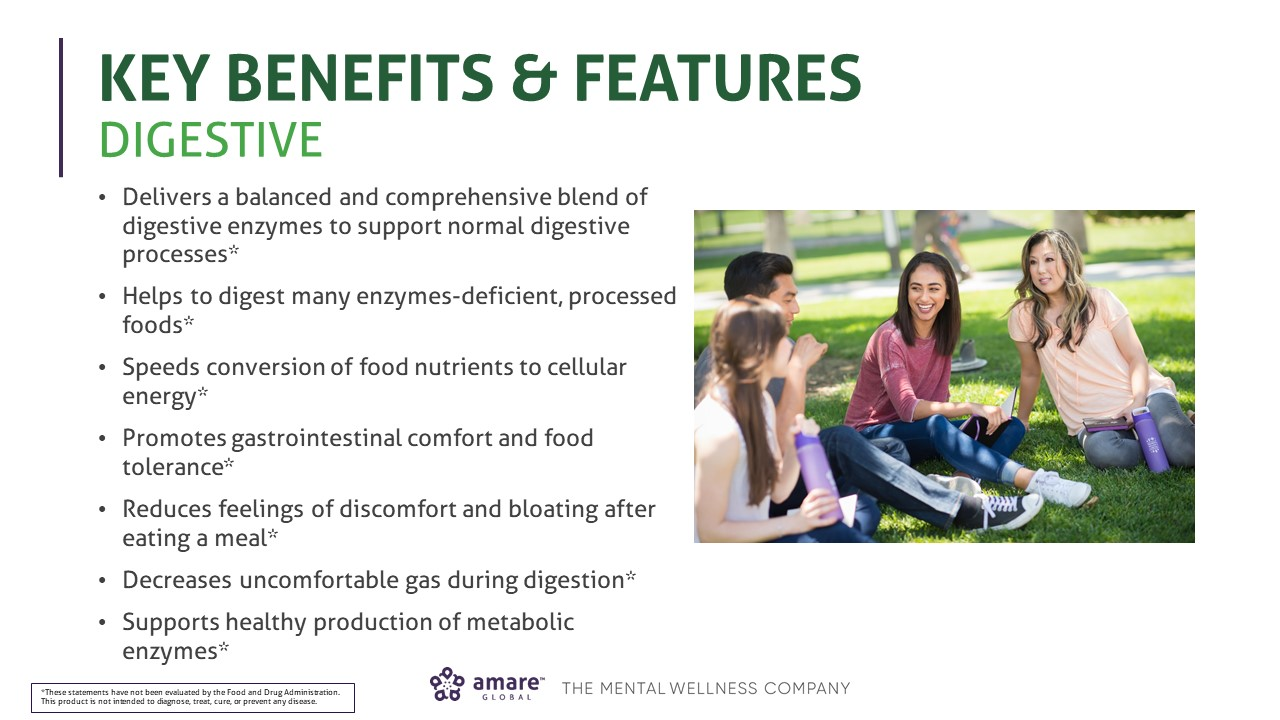 KEY BENEFITS & FEATURES
DIGESTIVE
• Delivers a balanced and comprehensive blend of
digestive enzymes to support normal digestive
processes*
• Helps to digest many enzymes-deficient, processed
foods*
• Speeds conversion of food nutrients to cellular
energy*
• Promotes gastrointestinal comfort and food
tolerance*
• Reduces feelings of discomfort and bloating after
eating a meal*
• Decreases uncomfortable gas during digestion*
• Supports healthy production of metabolic
enzymes*
*These statements have not been evaluated by the Food and Drug Administration.
This product is not intended to diagnose, treat, cure, or prevent any disease.
amare™
GLOBAL
THE MENTAL WELLNESS COMPANY